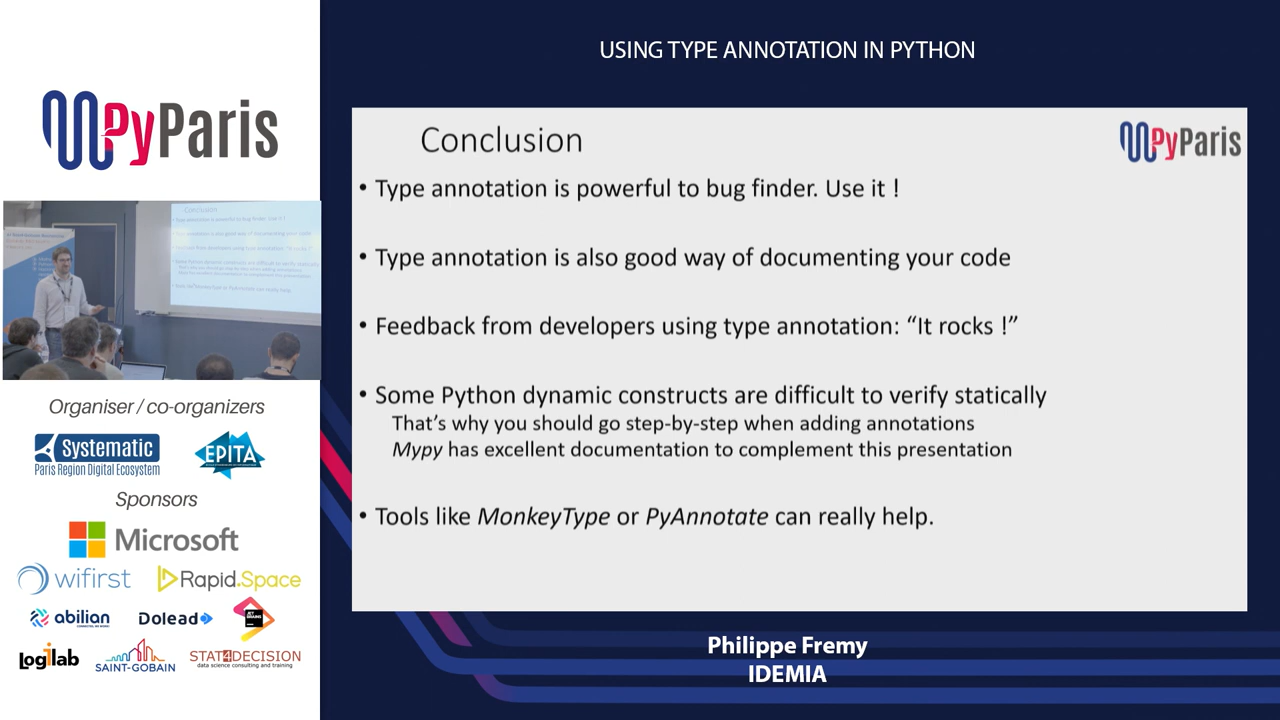 USING TYPE ANNOTATION IN PYTHON
PyParis
Conclusion
PyParis
• Type annotation is powerful to bug finder. Use it !
• Type annotation is also good way of documenting your code
• Feedback from developers using type annotation: “It rocks !”
• Some Python dynamic constructs are difficult to verify statically
That’s why you should go step-by-step when adding annotations
Mypy has excellent documentation to complement this presentation
• Tools like MonkeyType or PyAnnotate can really help.
Organiser / co-organizers
Systematic
Paris Region Digital Ecosystem
EPITA
Sponsors
Microsoft
wifirst
Rapid.Space
abilian
Dolead
JET BRAINS
Logilab
SAINT-GOBAIN
STAT4DECISION
data science consulting and training
Philippe Fremy
IDEMIA